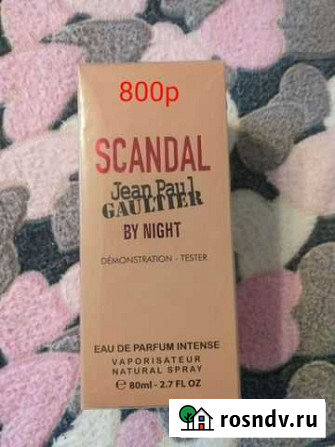 800р
SCANDAL
Jean Paul
GAULTIER
BY NIGHT
DÉMONSTRATION - TESTER
EAU DE PARFUM INTENSE
VAPORISATEUR
NATURAL SPRAY
℮ 80ml - 2.7 FL OZ
rosndv.ru